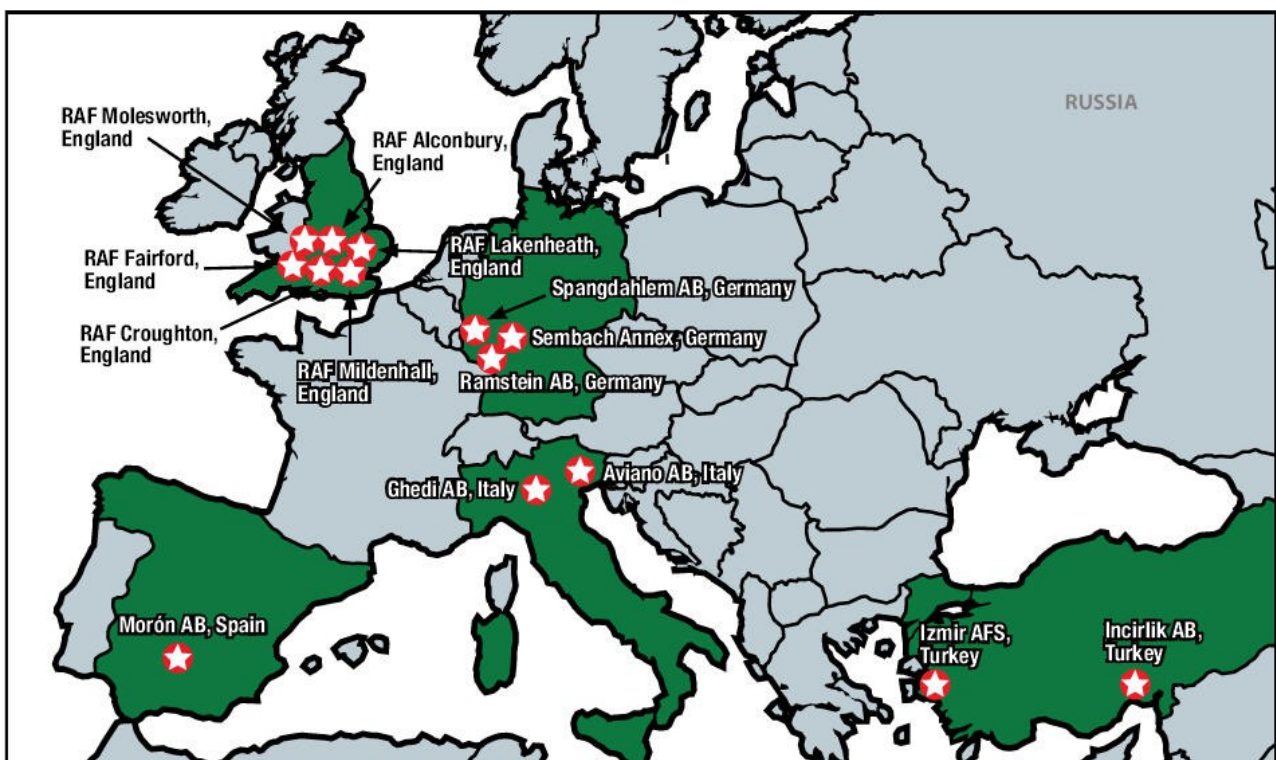 RUSSIA
RAF Molesworth,
England
RAF Alconbury,
England
RAF Fairford,
England
RAF Lakenheath,
England
Spangdahlem AB, Germany
RAF Croughton,
England
Sembach Annex, Germany
RAF Mildenhall,
England
Ramstein AB, Germany
Ghedi AB, Italy
Aviano AB, Italy
Morón AB, Spain
Izmir AFS,
Turkey
Incirlik AB,
Turkey